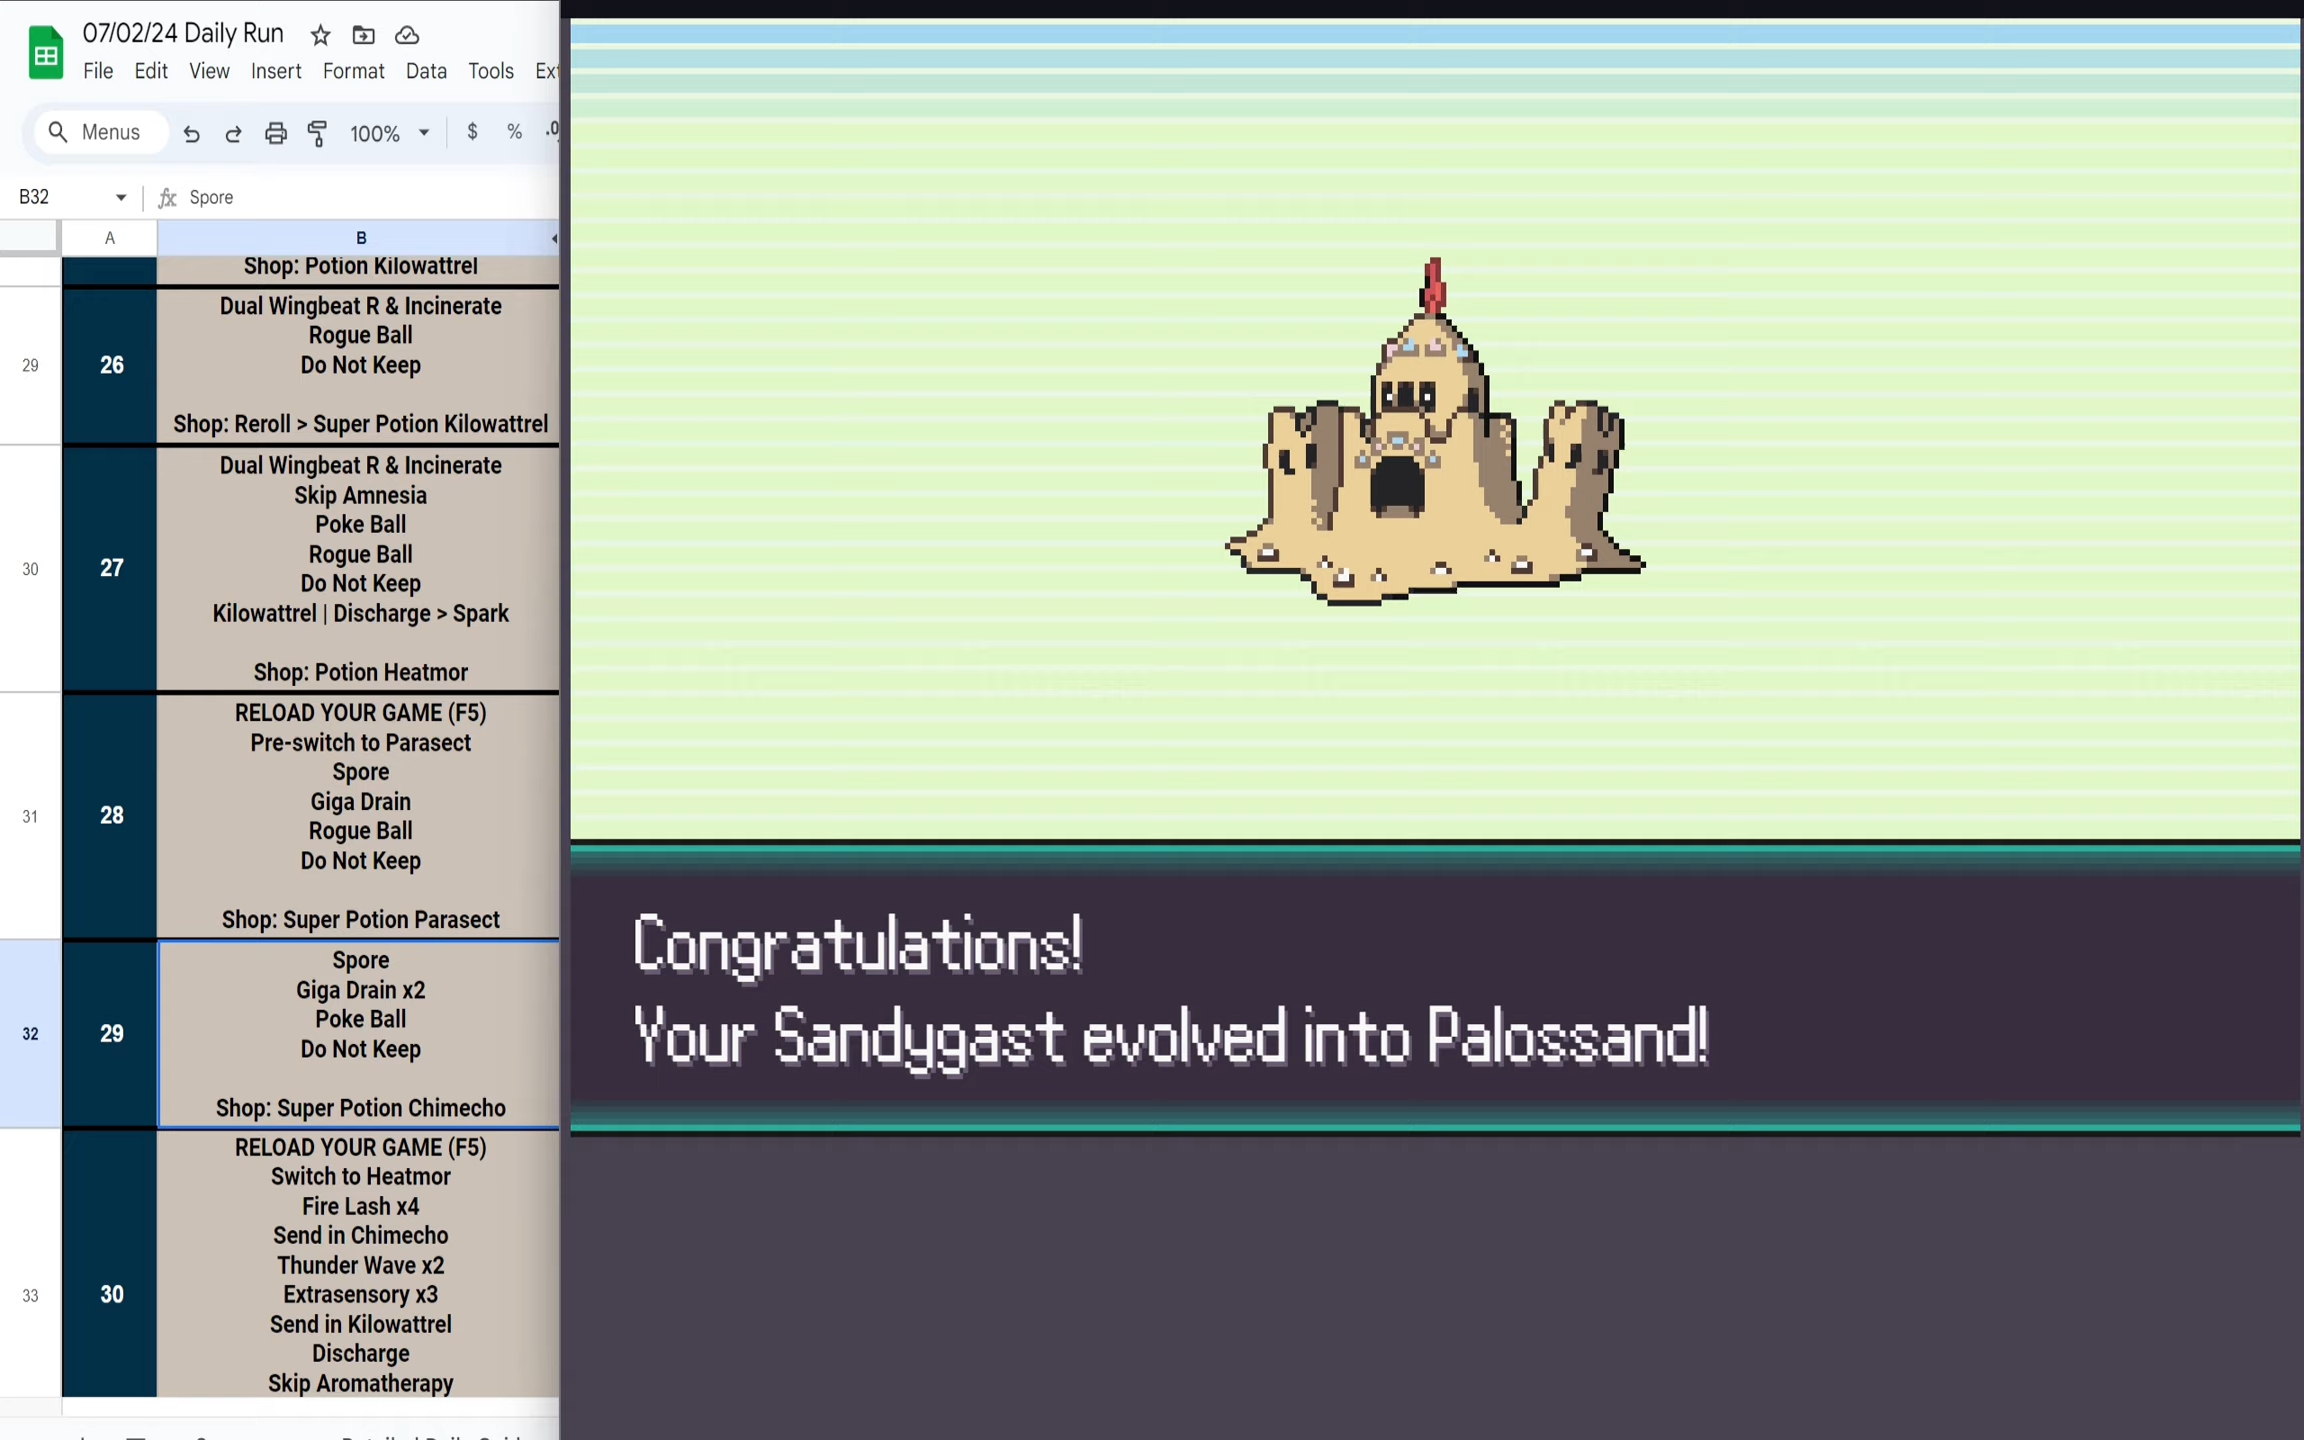 07/02/24 Daily Run
File Edit View Insert Format Data Tools Ext
Menus 100% $ % .0
B32 fx Spore
A B
Shop: Potion Kilowattrel
29 26
Dual Wingbeat R & Incinerate
Rogue Ball
Do Not Keep
Shop: Reroll > Super Potion Kilowattrel
30 27
Dual Wingbeat R & Incinerate
Skip Amnesia
Poke Ball
Rogue Ball
Do Not Keep
Kilowattrel | Discharge > Spark
Shop: Potion Heatmor
31 28
RELOAD YOUR GAME (F5)
Pre-switch to Parasect
Spore
Giga Drain
Rogue Ball
Do Not Keep
Shop: Super Potion Parasect
32 29
Spore
Giga Drain x2
Poke Ball
Do Not Keep
Shop: Super Potion Chimecho
33 30
RELOAD YOUR GAME (F5)
Switch to Heatmor
Fire Lash x4
Send in Chimecho
Thunder Wave x2
Extrasensory x3
Send in Kilowattrel
Discharge
Skip Aromatherapy
Congratulations!
Your Sandygast evolved into Palossand!